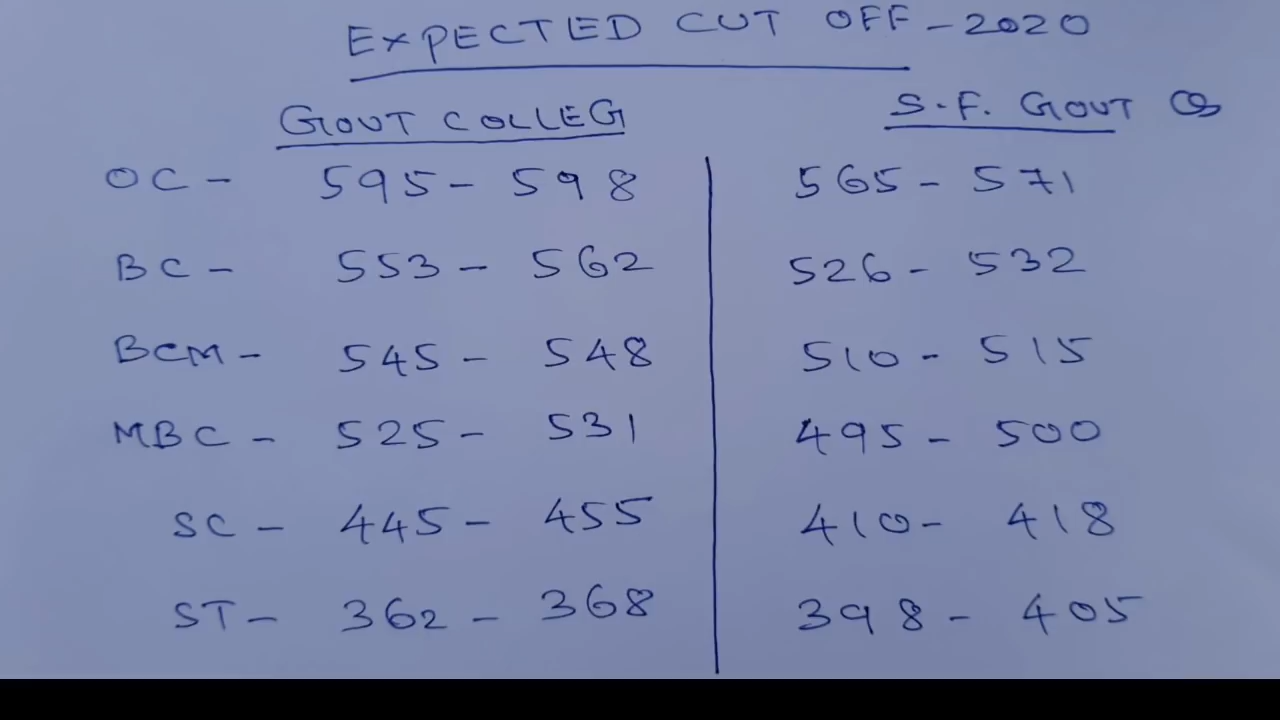 EXPECTED CUT OFF - 2020
GOVT COLLEG S.F. GOVT
OC - 595 - 598 565 - 571
BC - 553 - 562 526 - 532
BCM - 545 - 548 510 - 515
MBC - 525 - 531 495 - 500
SC - 445 - 455 410 - 418
ST - 362 - 368 398 - 405